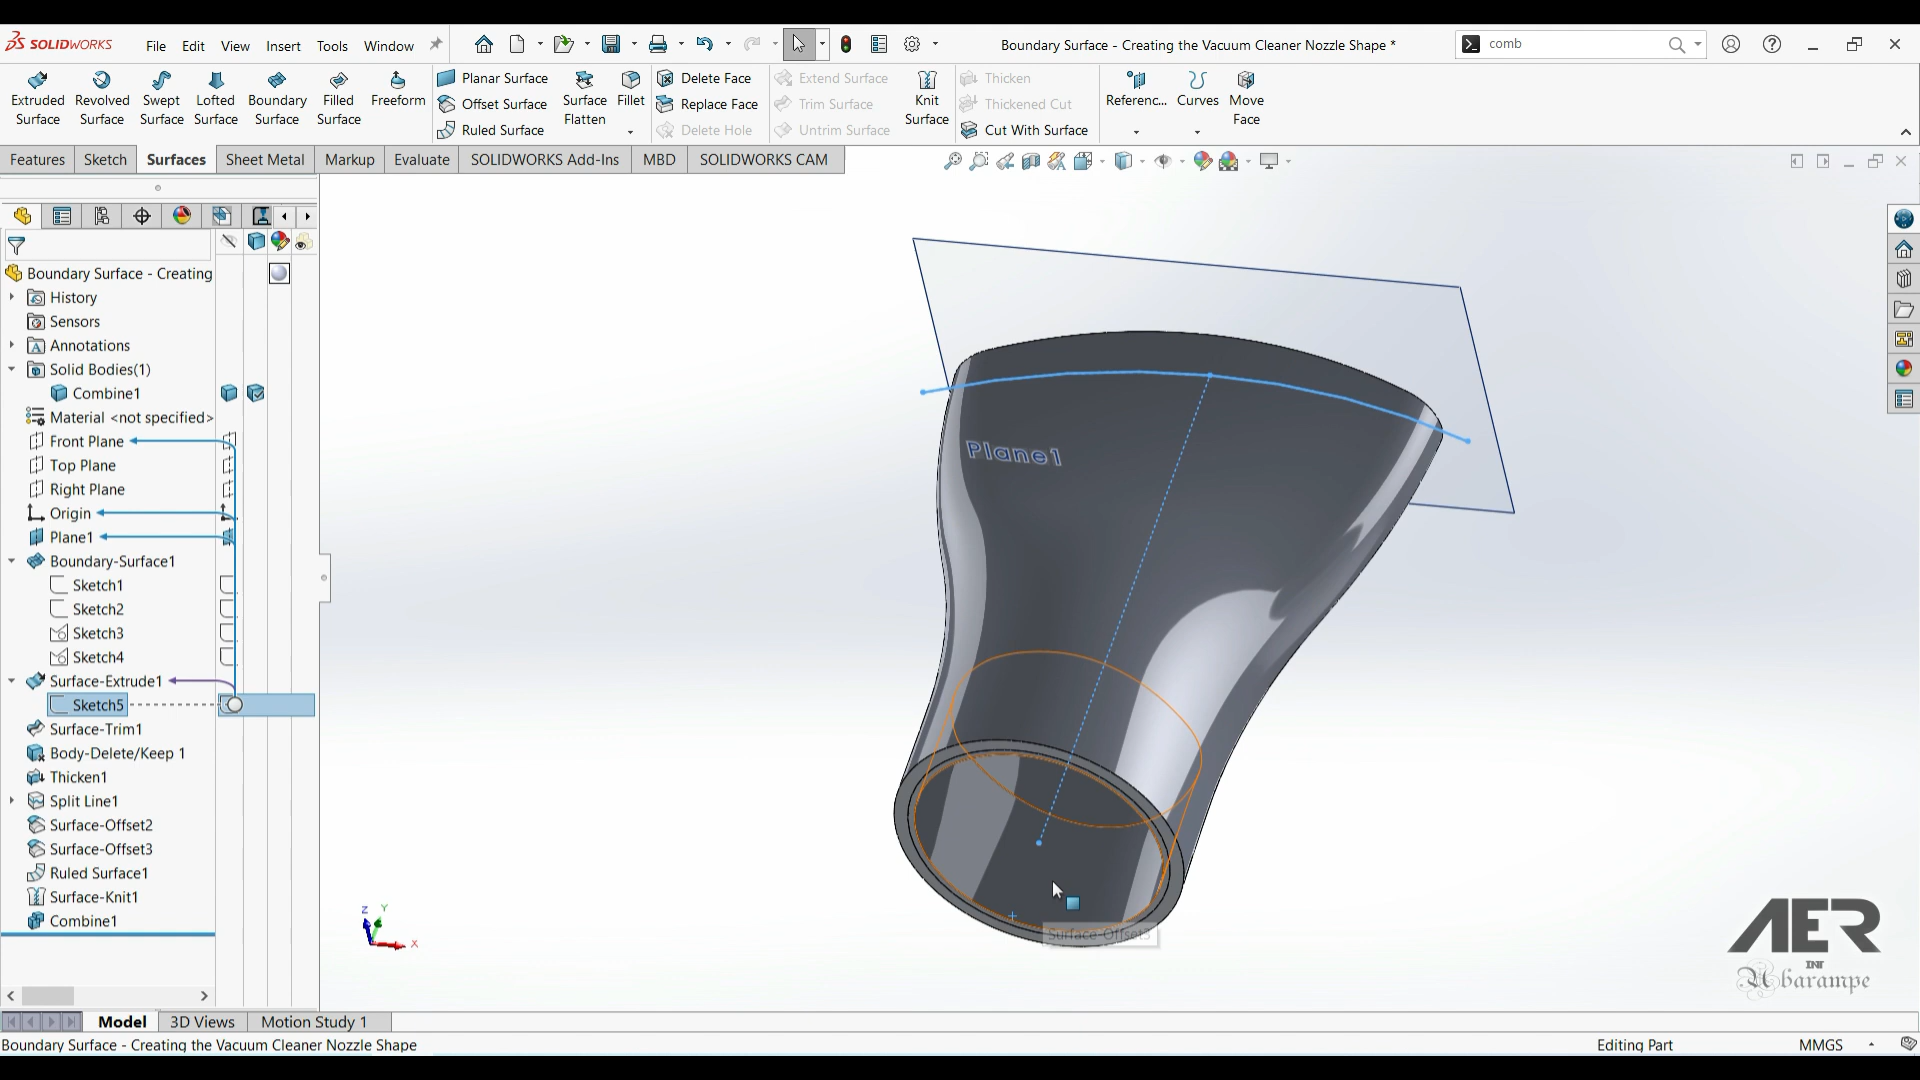 SOLIDWORKS
File Edit View Insert Tools Window
Boundary Surface - Creating the Vacuum Cleaner Nozzle Shape *
comb
Extruded Surface
Revolved Surface
Swept Surface
Lofted Surface
Boundary Surface
Filled Surface
Freeform
Planar Surface
Offset Surface
Ruled Surface
Surface Flatten
Fillet
Delete Face
Replace Face
Delete Hole
Extend Surface
Trim Surface
Untrim Surface
Knit Surface
Thicken
Thickened Cut
Cut With Surface
Referenc...
Curves
Move Face
Features Sketch Surfaces Sheet Metal Markup Evaluate SOLIDWORKS Add-Ins MBD SOLIDWORKS CAM
Boundary Surface - Creating
History
Sensors
Annotations
Solid Bodies(1)
Combine1
Material <not specified>
Front Plane
Top Plane
Right Plane
Origin
Plane1
Boundary-Surface1
Sketch1
Sketch2
Sketch3
Sketch4
Surface-Extrude1
Sketch5
Surface-Trim1
Body-Delete/Keep 1
Thicken1
Split Line1
Surface-Offset2
Surface-Offset3
Ruled Surface1
Surface-Knit1
Combine1
Plane1
Surface-Offset3
Z Y X
AER
INT
Abarampe
Model 3D Views Motion Study 1
Boundary Surface - Creating the Vacuum Cleaner Nozzle Shape
Editing Part
MMGS